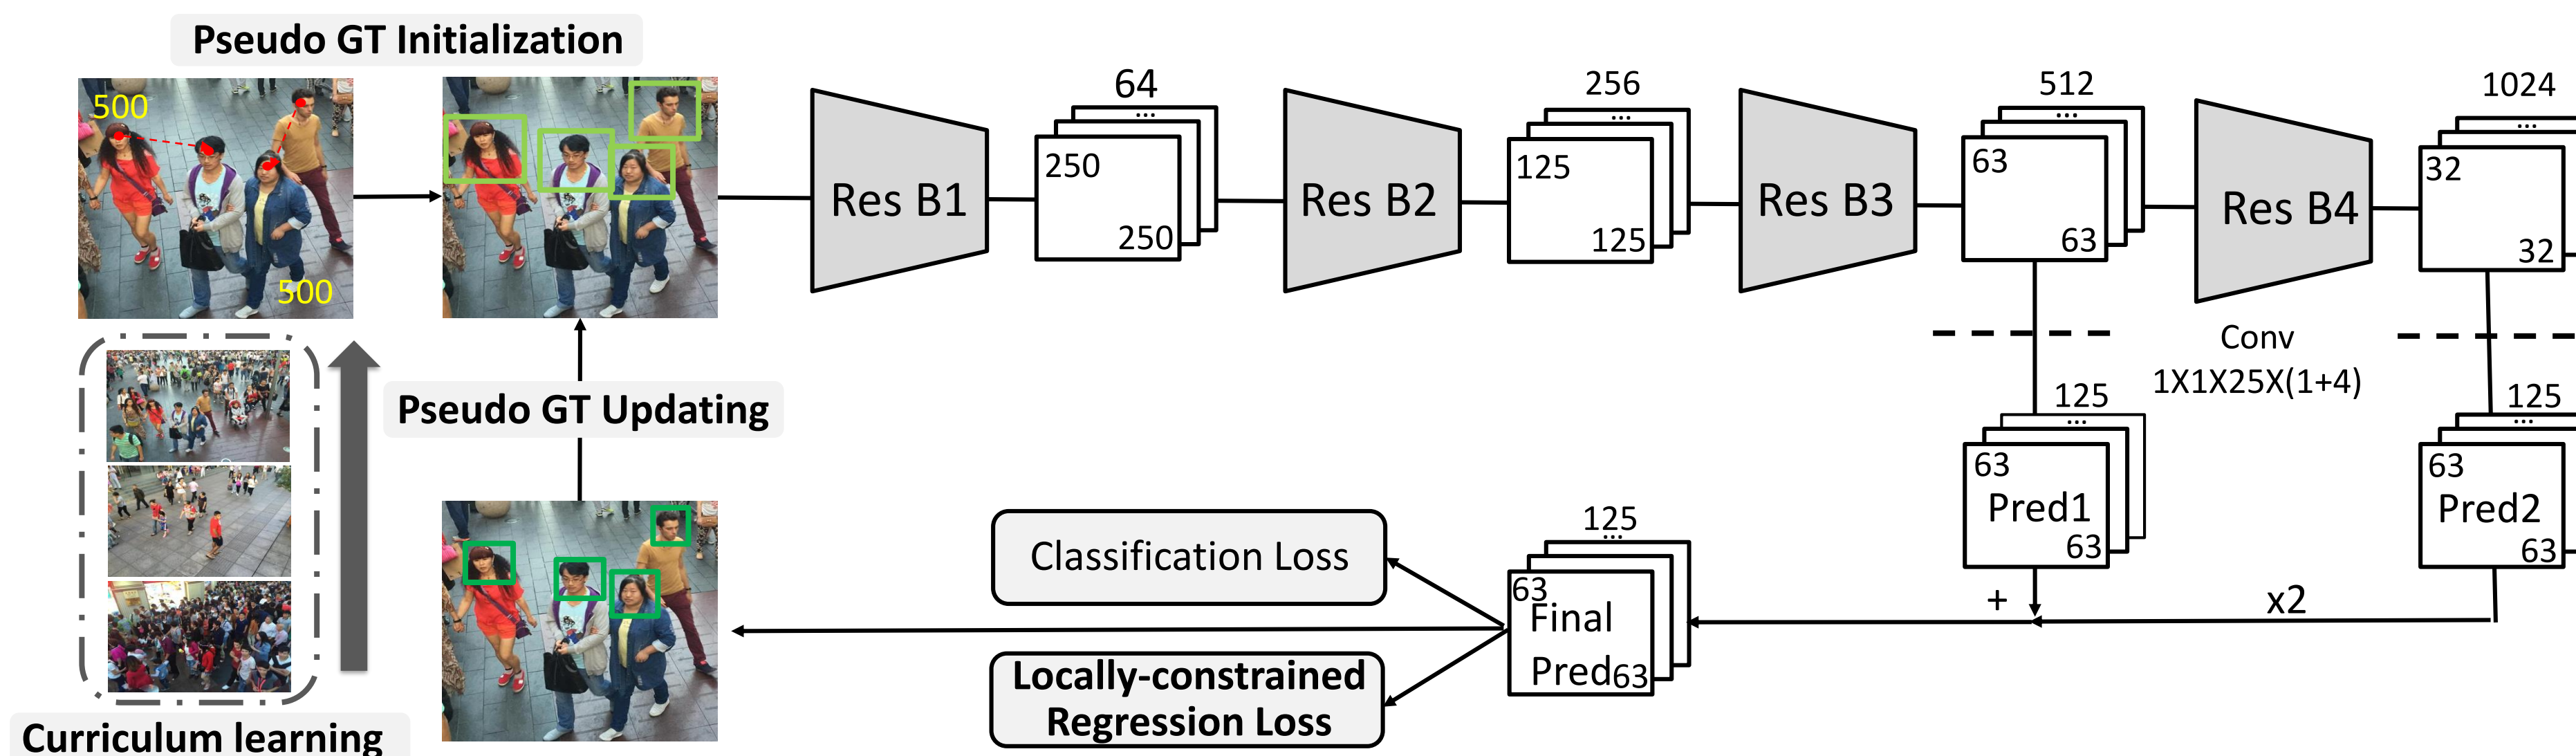 Pseudo GT Initialization
500
500
Res B1
64
...
250
250
Res B2
256
...
125
125
Res B3
512
...
63
63
Res B4
1024
...
32
32
Conv
1X1X25X(1+4)
125
...
63
Pred1
63
125
...
63
Pred2
63
+
x2
125
...
63
Final
Pred63
Classification Loss
Locally-constrained
Regression Loss
Pseudo GT Updating
Curriculum learning